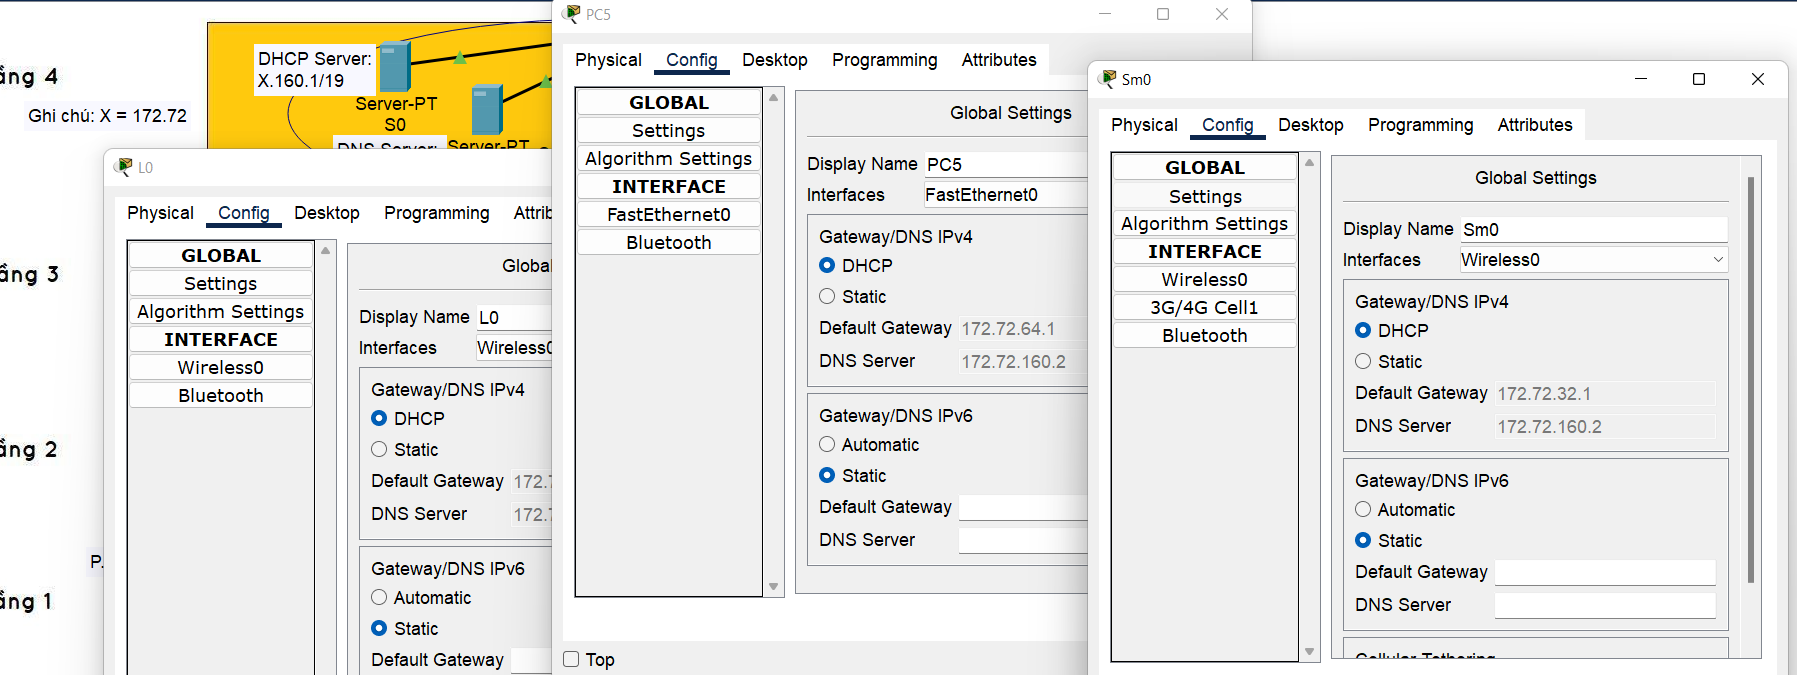 ầng 4
Ghi chú: X = 172.72
ầng 3
ầng 2
P.
ầng 1
DHCP Server:
X.160.1/19
Server-PT
S0
DNS Server:
Server-PT
L0
Physical Config Desktop Programming Attrib
GLOBAL
Settings
Algorithm Settings
INTERFACE
Wireless0
Bluetooth
Globa
Display Name L0
Interfaces Wireless0
Gateway/DNS IPv4
DHCP
Static
Default Gateway 172.7
DNS Server 172.7
Gateway/DNS IPv6
Automatic
Static
Default Gateway
PC5
Physical Config Desktop Programming Attributes
GLOBAL
Settings
Algorithm Settings
INTERFACE
FastEthernet0
Bluetooth
Global Settings
Display Name PC5
Interfaces FastEthernet0
Gateway/DNS IPv4
DHCP
Static
Default Gateway 172.72.64.1
DNS Server 172.72.160.2
Gateway/DNS IPv6
Automatic
Static
Default Gateway
DNS Server
Top
Sm0
Physical Config Desktop Programming Attributes
GLOBAL
Settings
Algorithm Settings
INTERFACE
Wireless0
3G/4G Cell1
Bluetooth
Global Settings
Display Name Sm0
Interfaces Wireless0
Gateway/DNS IPv4
DHCP
Static
Default Gateway 172.72.32.1
DNS Server 172.72.160.2
Gateway/DNS IPv6
Automatic
Static
Default Gateway
DNS Server
Cellular Tethering